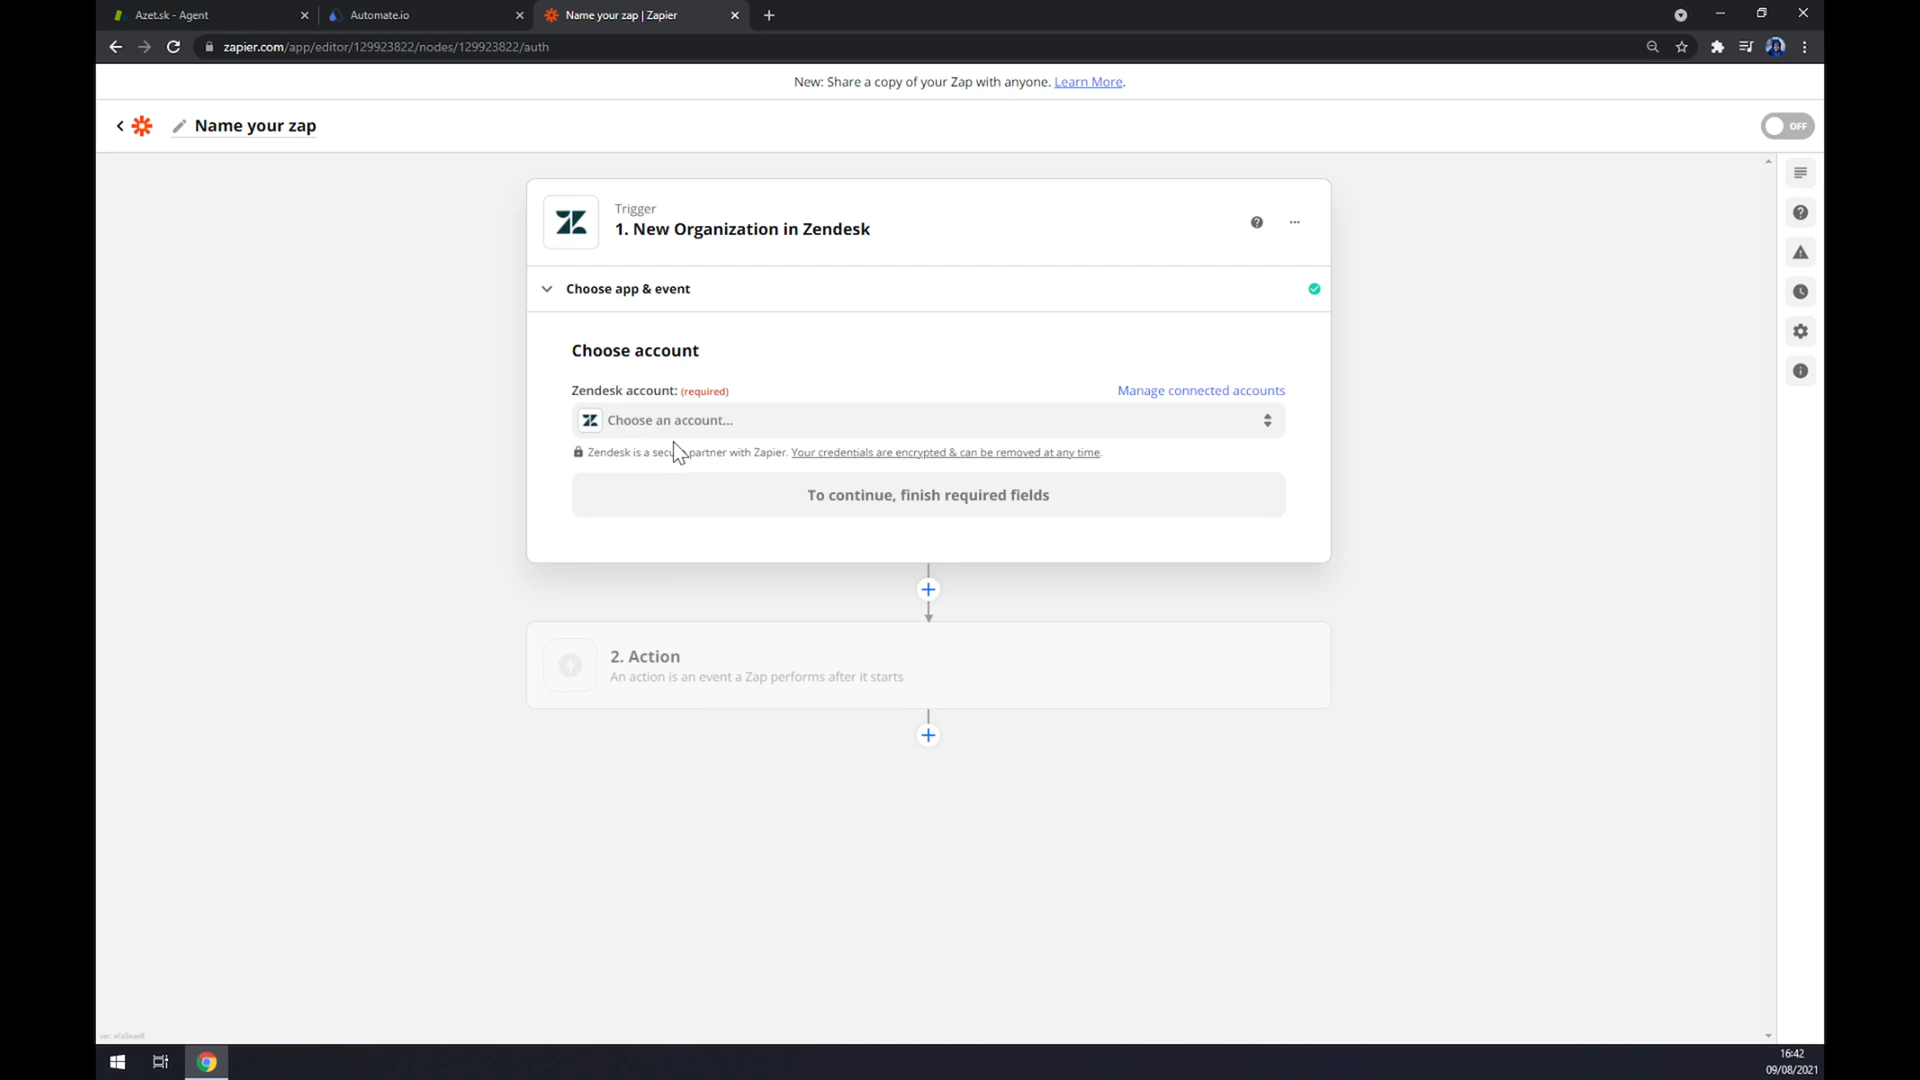 Azet.sk - Agent
Automate.io
Name your zap | Zapier
zapier.com/app/editor/129923822/nodes/129923822/auth
New: Share a copy of your Zap with anyone. Learn More.
Name your zap
OFF
Trigger
1. New Organization in Zendesk
Choose app & event
Choose account
Zendesk account: (required)
Manage connected accounts
Choose an account...
Zendesk is a secu partner with Zapier. Your credentials are encrypted & can be removed at any time.
To continue, finish required fields
2. Action
An action is an event a Zap performs after it starts
16:42
09/08/2021